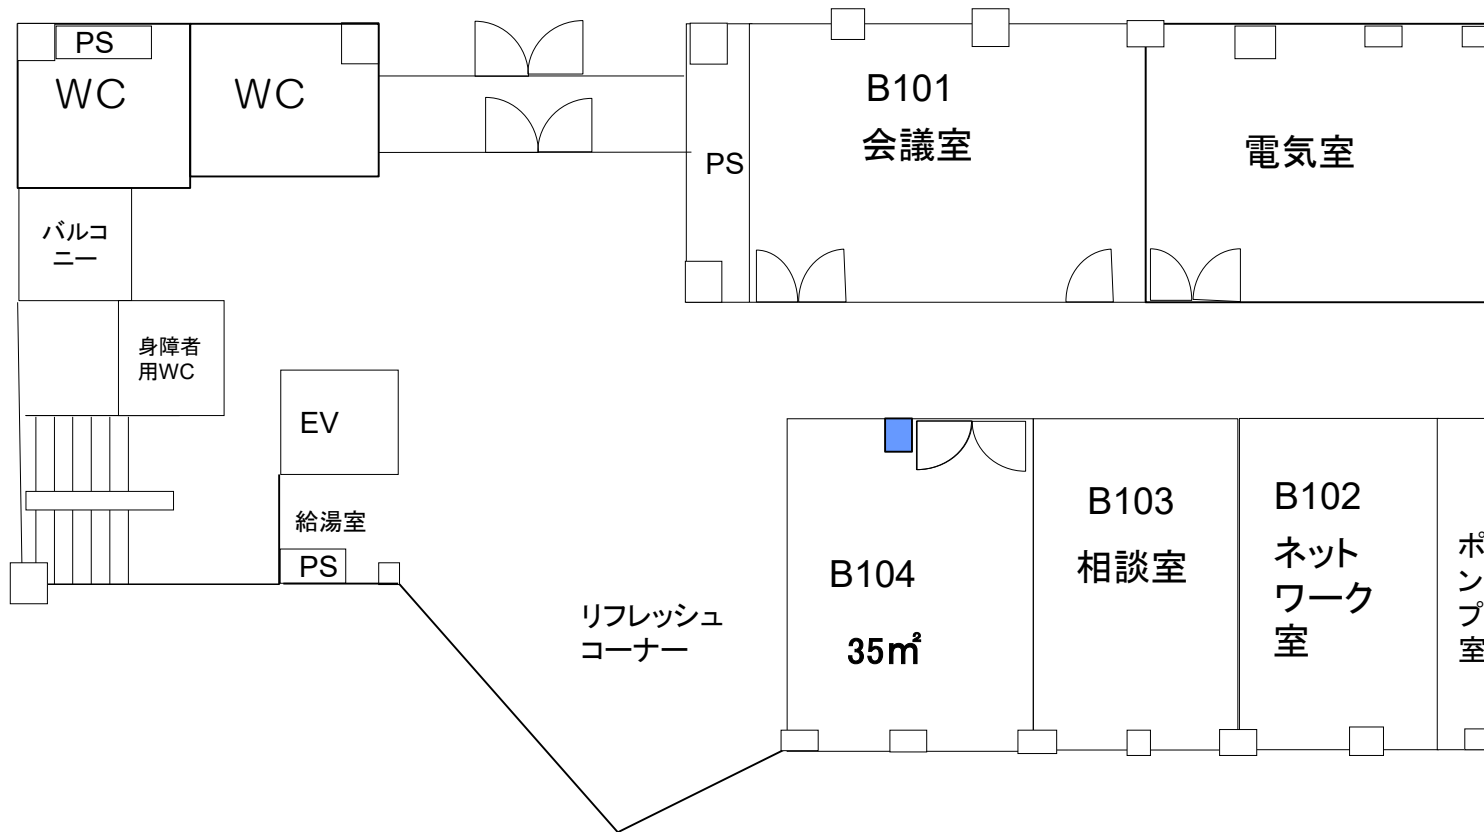 PS
WC
WC
B101
会議室
電気室
PS
バルコ
ニー
身障者
用WC
EV
給湯室
PS
リフレッシュ
コーナー
B104
35㎡
B103
相談室
B102
ネット
ワーク
室
ポ
ン
プ
室